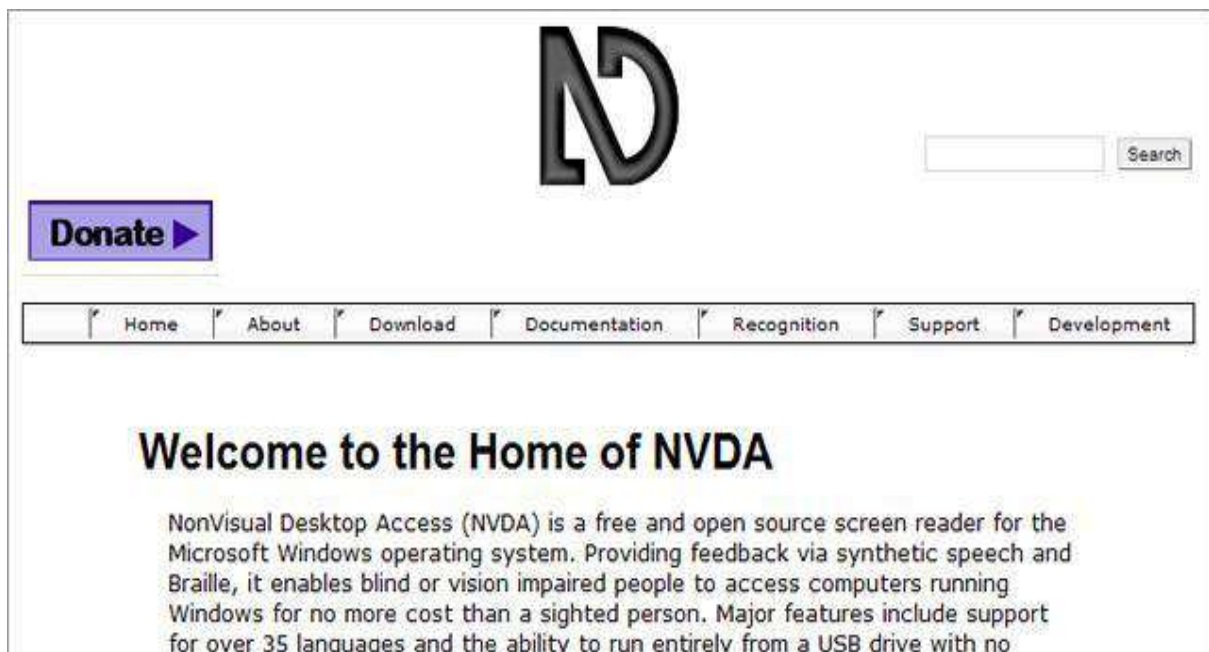 Search
Donate
Home About Download Documentation Recognition Support Development
Welcome to the Home of NVDA
NonVisual Desktop Access (NVDA) is a free and open source screen reader for the
Microsoft Windows operating system. Providing feedback via synthetic speech and
Braille, it enables blind or vision impaired people to access computers running
Windows for no more cost than a sighted person. Major features include support
for over 35 languages and the ability to run entirely from a USB drive with no